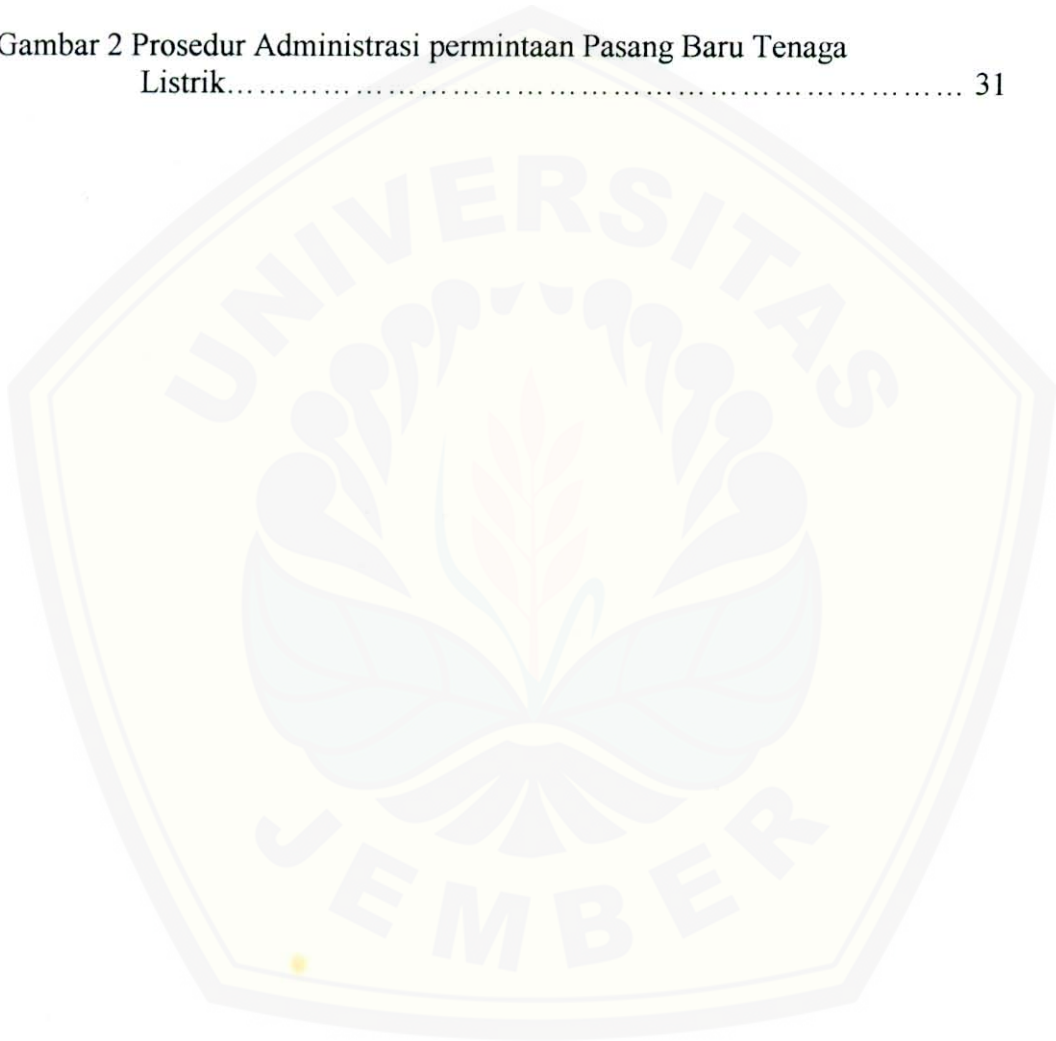 Gambar 2 Prosedur Administrasi permintaan Pasang Baru Tenaga
Listrik........................................................................ 31
UNIVERSITAS
JEMBER